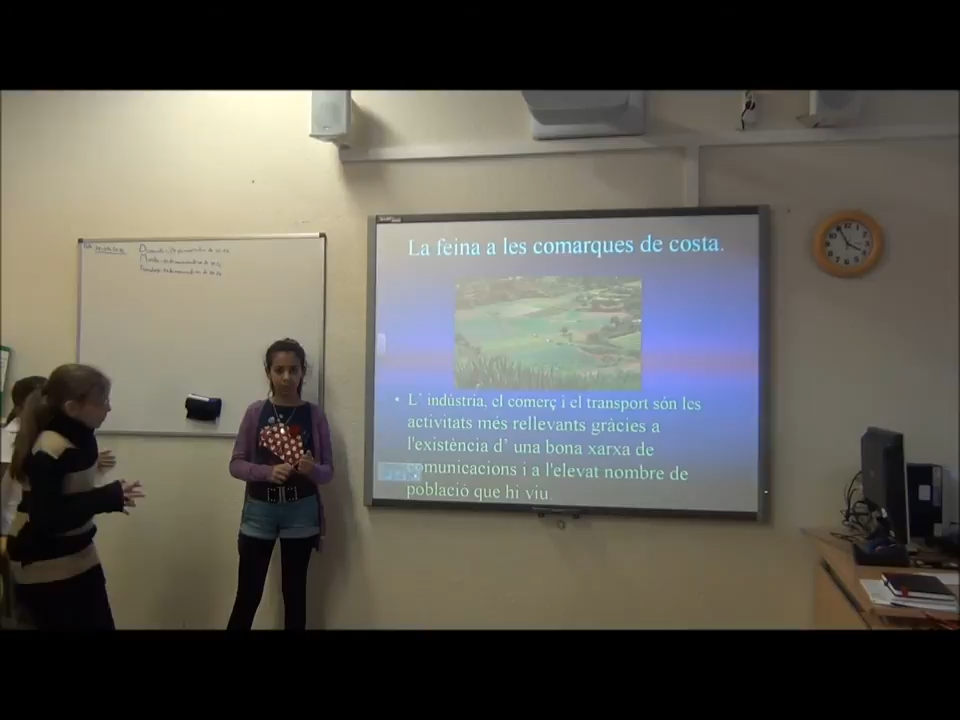 La feina a les comarques de costa.
• L' indústria, el comerç i el transport són les
activitats més rellevants gràcies a
l'existència d' una bona xarxa de
comunicacions i a l'elevat nombre de
població que hi viu.